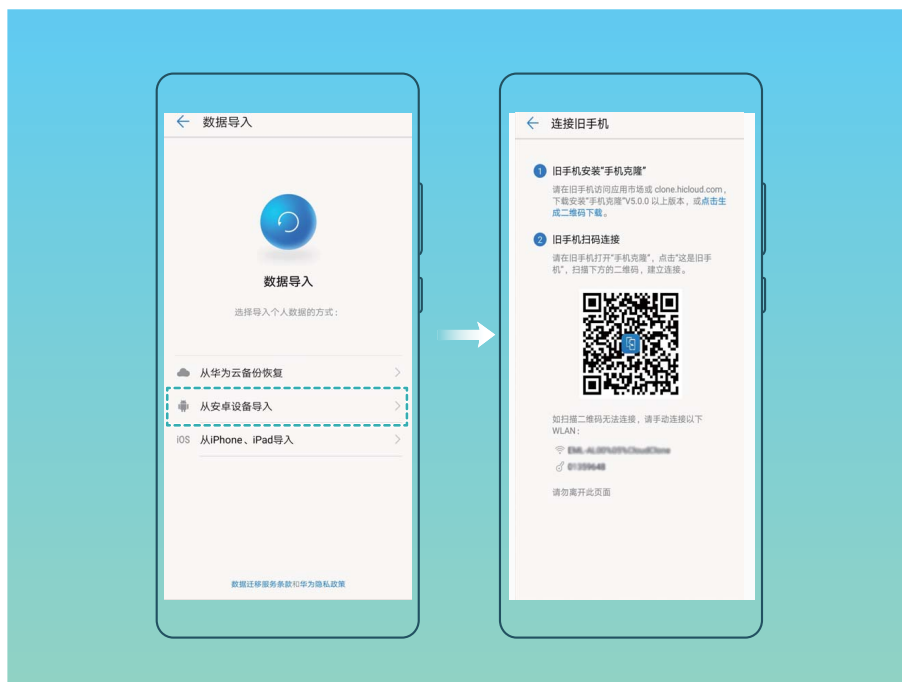 数据导入
数据导入
选择导入个人数据的方式：
从华为云备份恢复
从安卓设备导入
iOS 从iPhone、iPad导入
数据迁移服务条款和华为隐私政策
连接旧手机
1 旧手机安装“手机克隆”
请在旧手机访问应用市场或 clone.hicloud.com，
下载安装“手机克隆”V5.0.0 以上版本，或点击生
成二维码下载。
2 旧手机扫码连接
请在旧手机打开“手机克隆”，点击“这是旧手
机”，扫描下方的二维码，建立连接。
如扫描二维码无法连接，请手动连接以下
WLAN：
请勿离开此页面